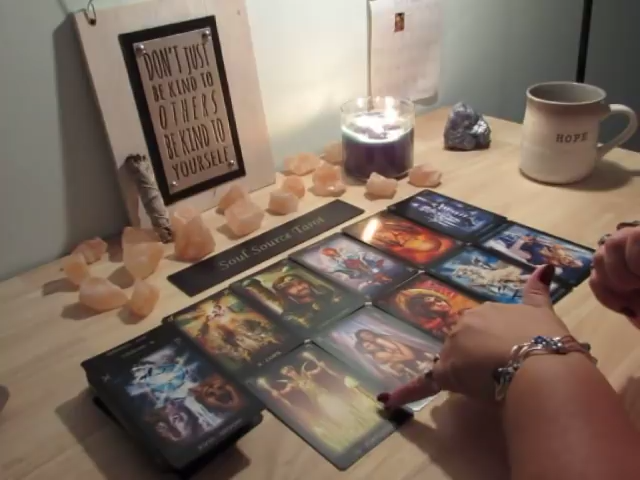 DON'T JUST
BE KIND TO
OTHERS
BE KIND TO
YOURSELF
HOPE
Soul Source Tarot